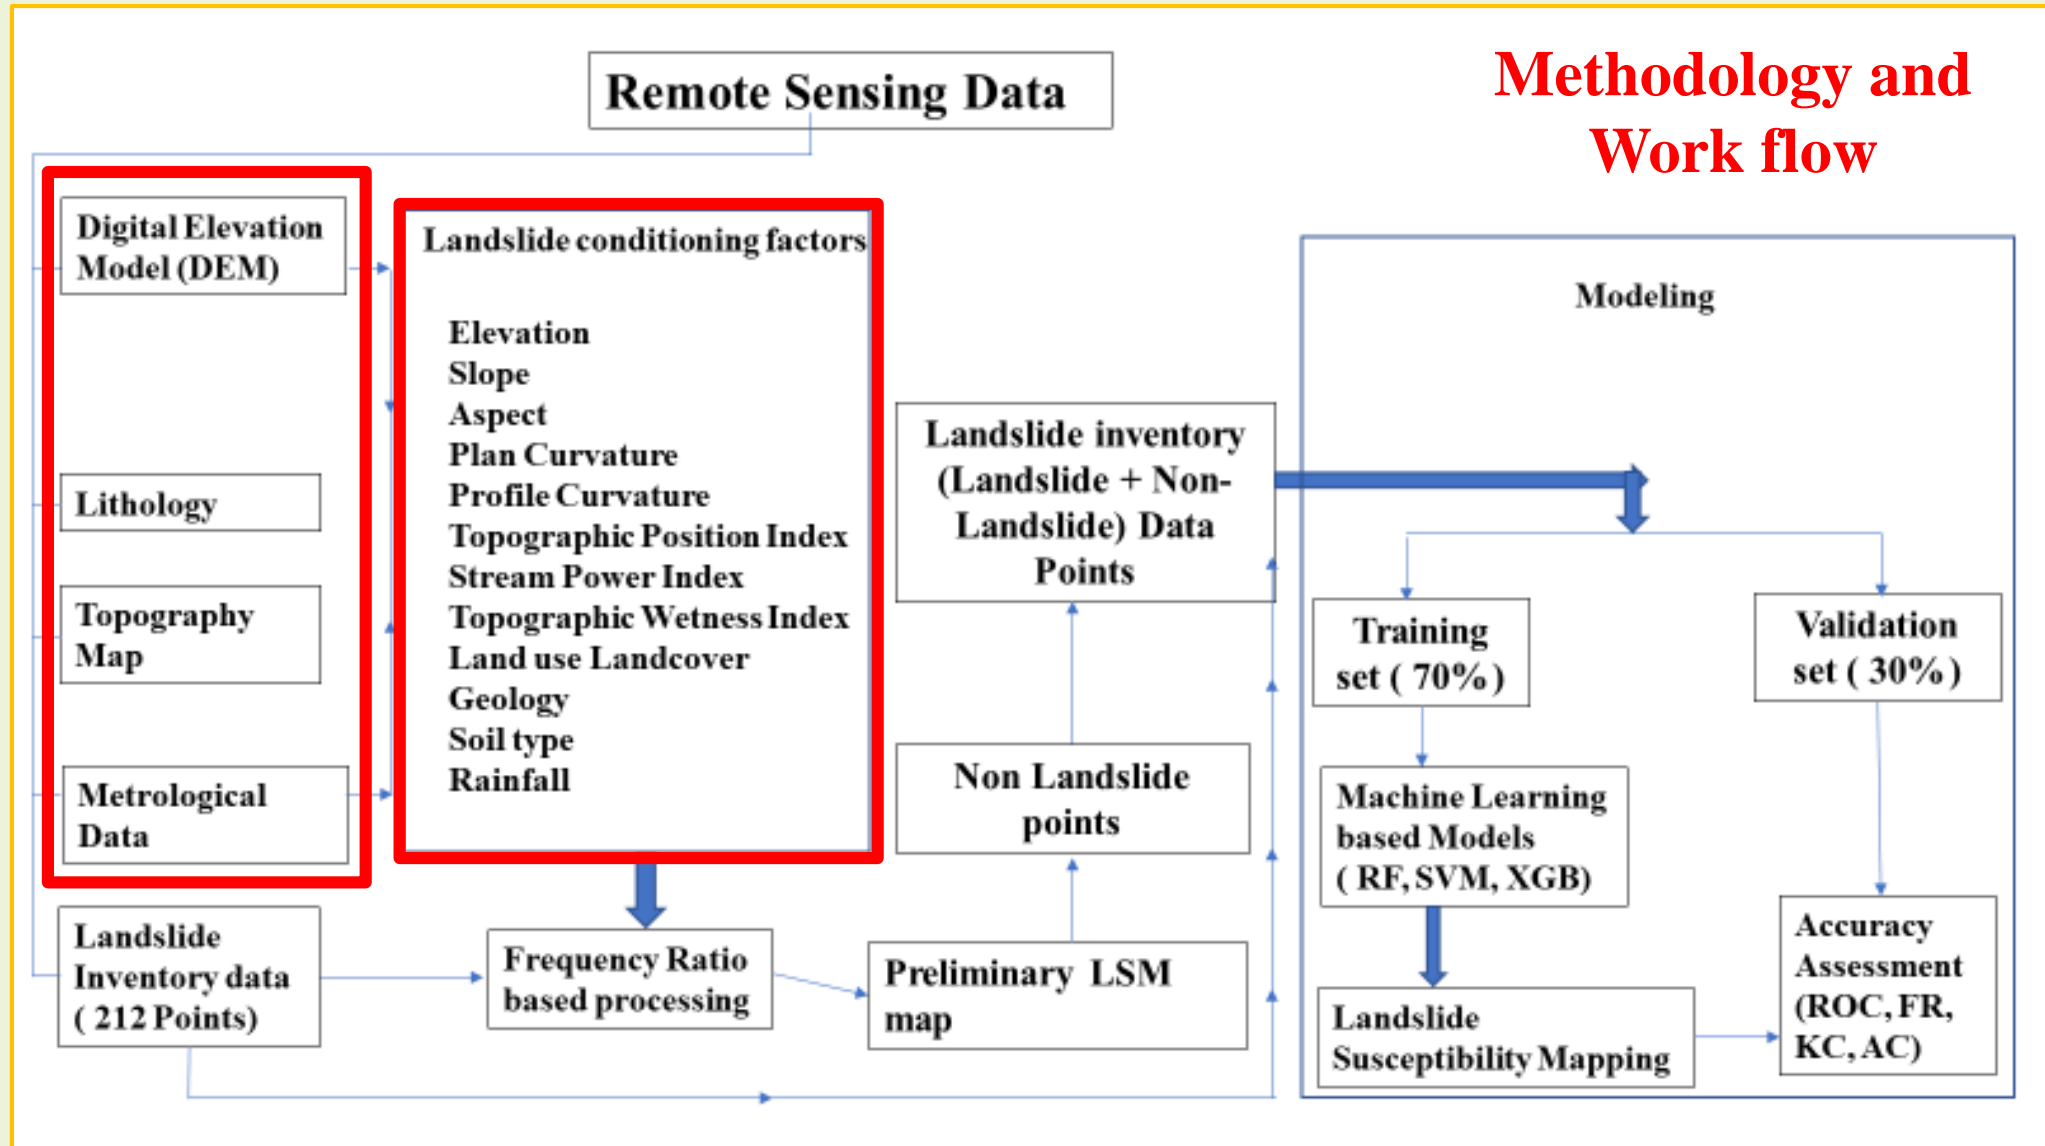 Remote Sensing Data
Methodology and
Work flow
Digital Elevation
Model (DEM)
Lithology
Topography
Map
Metrological
Data
Landslide
Inventory data
( 212 Points)
Landslide conditioning factors
Elevation
Slope
Aspect
Plan Curvature
Profile Curvature
Topographic Position Index
Stream Power Index
Topographic Wetness Index
Land use Landcover
Geology
Soil type
Rainfall
Frequency Ratio
based processing
Preliminary LSM
map
Non Landslide
points
Landslide inventory
(Landslide + Non-
Landslide) Data
Points
Modeling
Training
set ( 70%)
Validation
set ( 30%)
Machine Learning
based Models
( RF, SVM, XGB)
Landslide
Susceptibility Mapping
Accuracy
Assessment
(ROC, FR,
KC, AC)